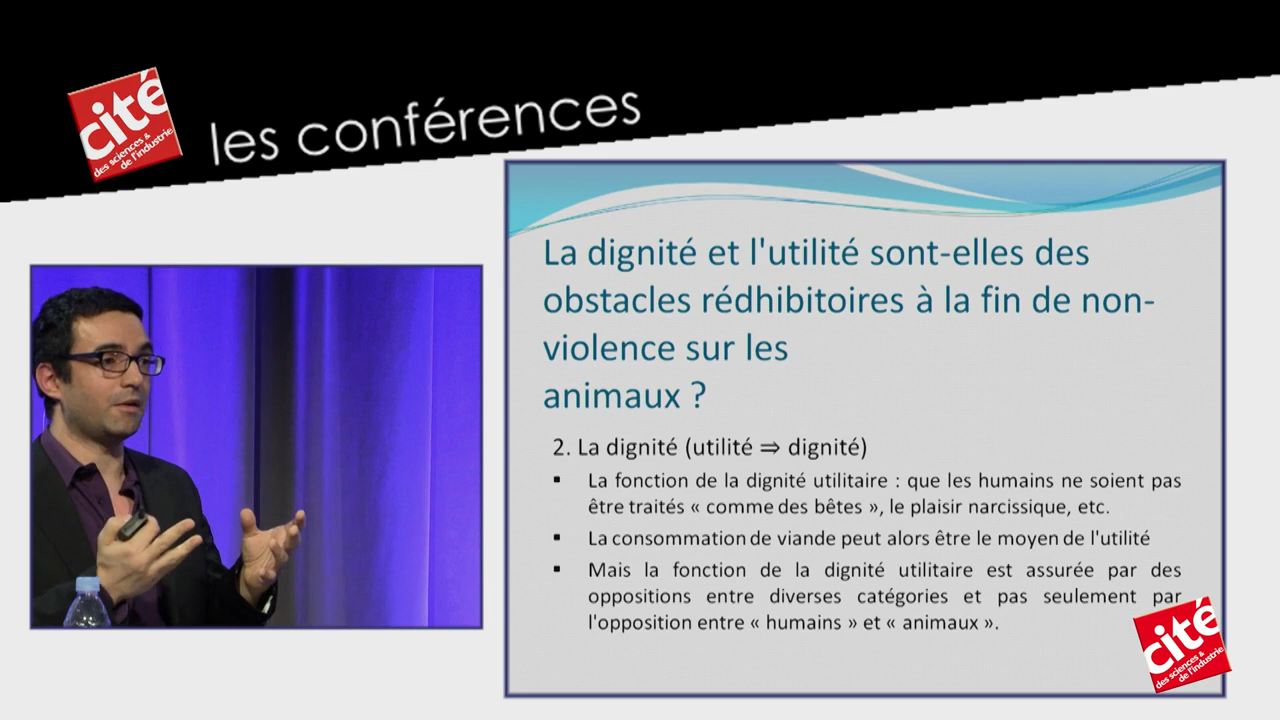 cité
des sciences &
de l'industrie
les conférences
La dignité et l'utilité sont-elles des
obstacles rédhibitoires à la fin de non-
violence sur les
animaux ?
2. La dignité (utilité ⇒ dignité)
▪ La fonction de la dignité utilitaire : que les humains ne soient pas
être traités « comme des bêtes », le plaisir narcissique, etc.
▪ La consommation de viande peut alors être le moyen de l'utilité
▪ Mais la fonction de la dignité utilitaire est assurée par des
oppositions entre diverses catégories et pas seulement par
l'opposition entre « humains » et « animaux ».
cité
des sciences &
de l'industrie